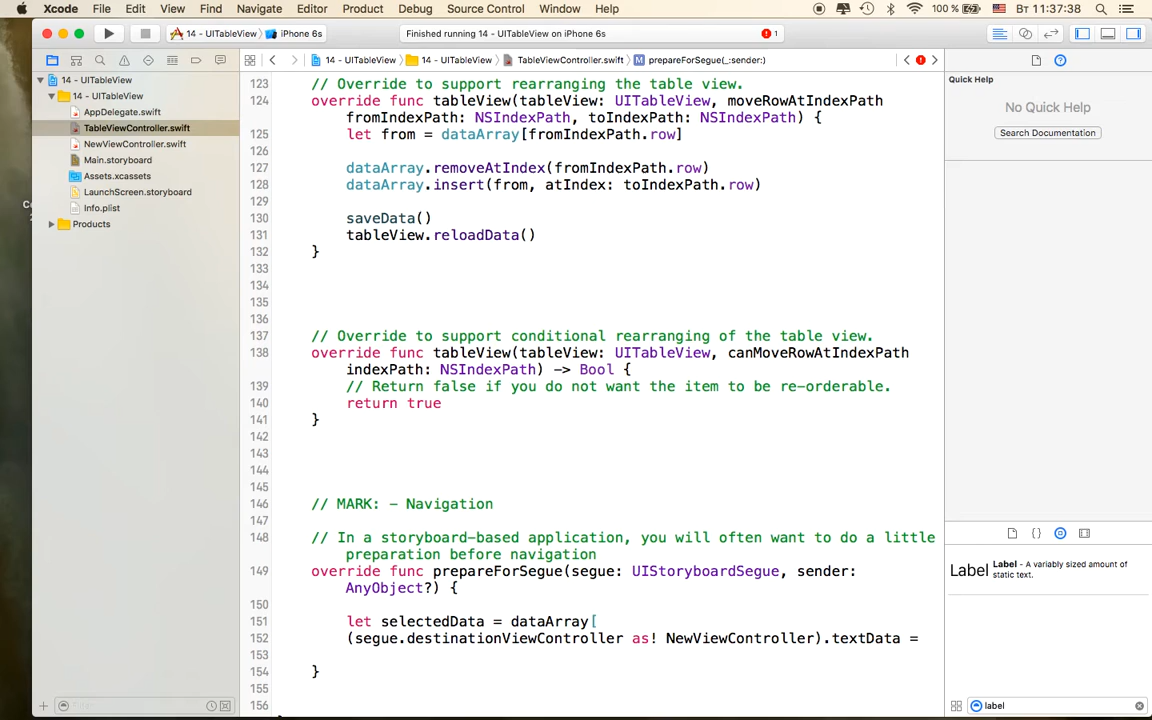 Xcode File Edit View Find Navigate Editor Product Debug Source Control Window Help 100 % Вт 11:37:38
14 - UITableView iPhone 6s Finished running 14 - UITableView on iPhone 6s 1
14 - UITableView 14 - UITableView TableViewController.swift M prepareForSegue(_:sender:)
14 - UITableView
14 - UITableView
AppDelegate.swift
TableViewController.swift
NewViewController.swift
Main.storyboard
Assets.xcassets
LaunchScreen.storyboard
Info.plist
Products
123 // Override to support rearranging the table view.
124 override func tableView(tableView: UITableView, moveRowAtIndexPath
fromIndexPath: NSIndexPath, toIndexPath: NSIndexPath) {
125 let from = dataArray[fromIndexPath.row]
126
127 dataArray.removeAtIndex(fromIndexPath.row)
128 dataArray.insert(from, atIndex: toIndexPath.row)
129
130 saveData()
131 tableView.reloadData()
132 }
133
134
135
136
137 // Override to support conditional rearranging of the table view.
138 override func tableView(tableView: UITableView, canMoveRowAtIndexPath
indexPath: NSIndexPath) -> Bool {
139 // Return false if you do not want the item to be re-orderable.
140 return true
141 }
142
143
144
145
146 // MARK: - Navigation
147
148 // In a storyboard-based application, you will often want to do a little
preparation before navigation
149 override func prepareForSegue(segue: UIStoryboardSegue, sender:
AnyObject?) {
150
151 let selectedData = dataArray[
152 (segue.destinationViewController as! NewViewController).textData =
153
154 }
155
156
Quick Help
No Quick Help
Search Documentation
Label Label - A variably sized amount of
static text.
label